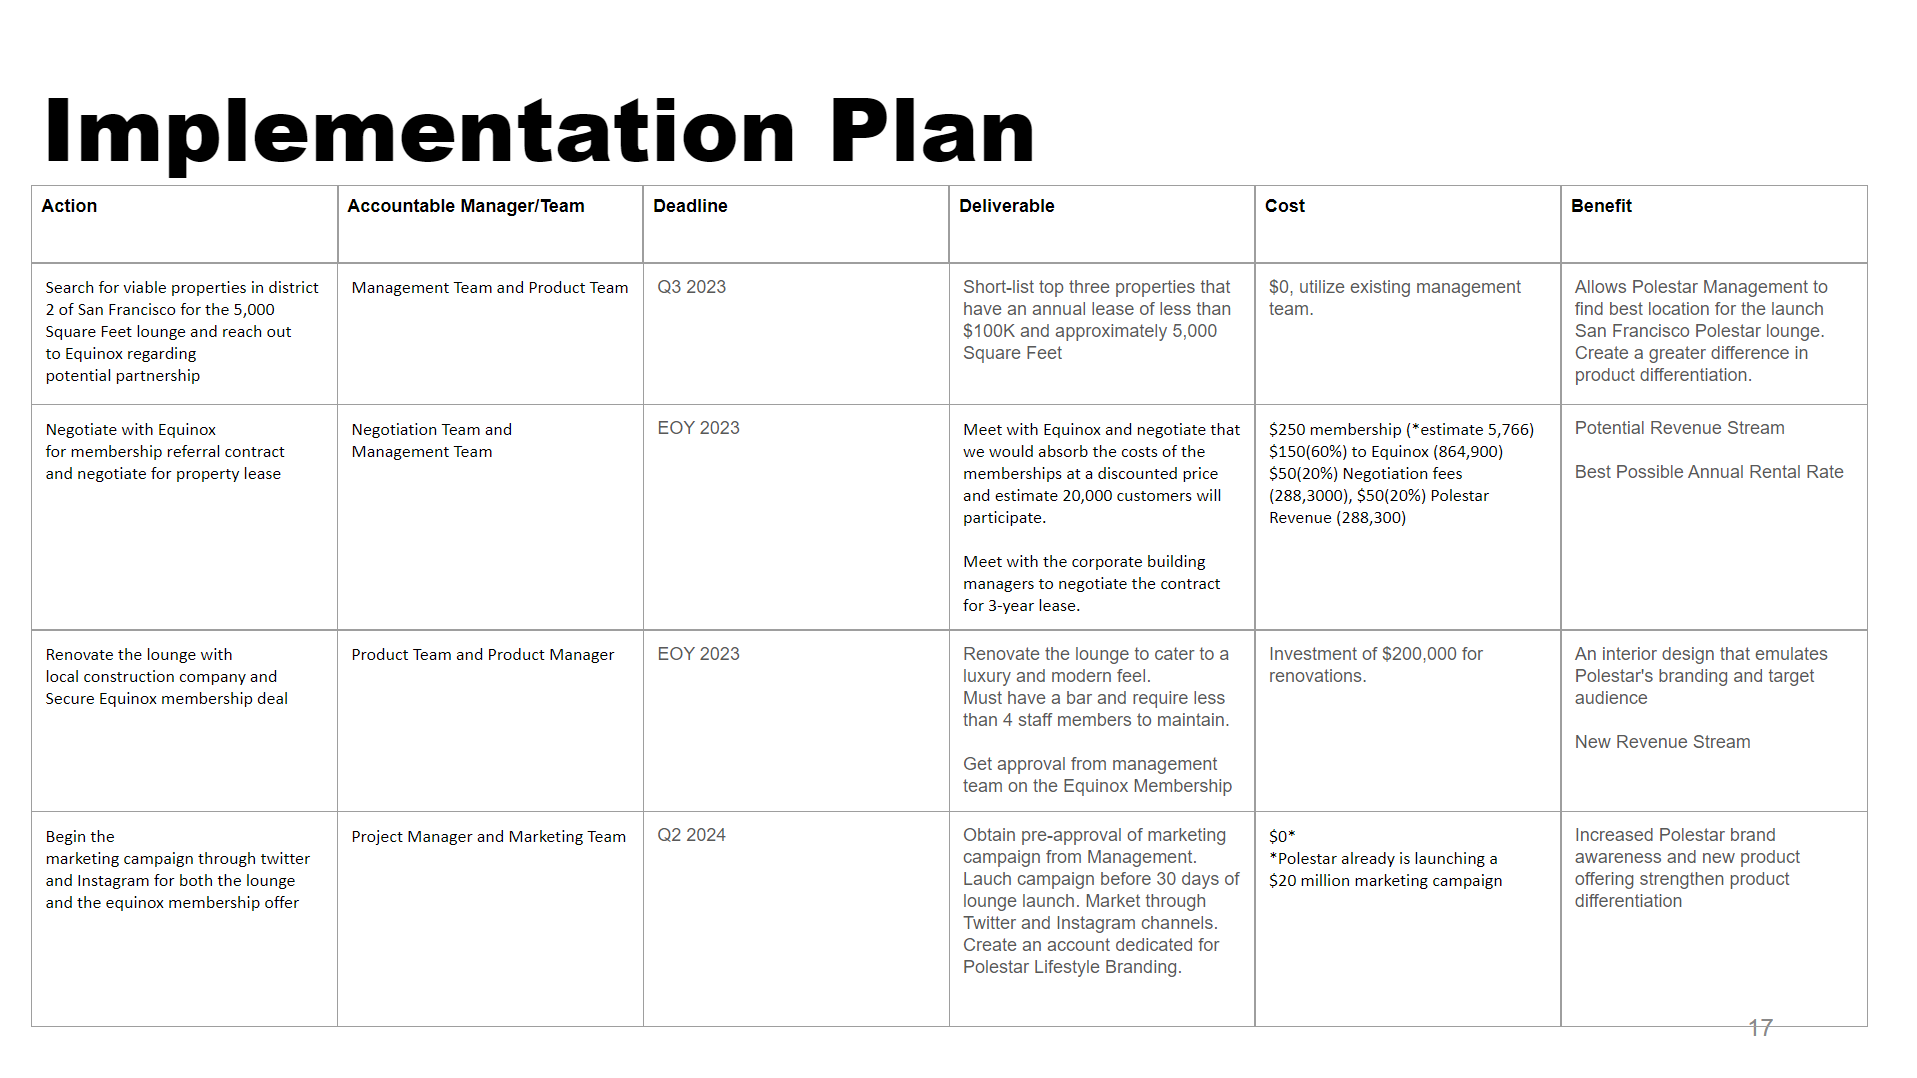 Implementation Plan
Action
Accountable Manager/Team
Deadline
Deliverable
Cost
Benefit
Search for viable properties in district
2 of San Francisco for the 5,000
Square Feet lounge and reach out
to Equinox regarding
potential partnership
Management Team and Product Team
Q3 2023
Short-list top three properties that
have an annual lease of less than
$100K and approximately 5,000
Square Feet
$0, utilize existing management
team.
Allows Polestar Management to
find best location for the launch
San Francisco Polestar lounge.
Create a greater difference in
product differentiation.
Negotiate with Equinox
for membership referral contract
and negotiate for property lease
Negotiation Team and
Management Team
EOY 2023
Meet with Equinox and negotiate that
we would absorb the costs of the
memberships at a discounted price
and estimate 20,000 customers will
participate.
Meet with the corporate building
managers to negotiate the contract
for 3-year lease.
$250 membership (*estimate 5,766)
$150(60%) to Equinox (864,900)
$50(20%) Negotiation fees
(288,3000), $50(20%) Polestar
Revenue (288,300)
Potential Revenue Stream
Best Possible Annual Rental Rate
Renovate the lounge with
local construction company and
Secure Equinox membership deal
Product Team and Product Manager
EOY 2023
Renovate the lounge to cater to a
luxury and modern feel.
Must have a bar and require less
than 4 staff members to maintain.
Get approval from management
team on the Equinox Membership
Investment of $200,000 for
renovations.
An interior design that emulates
Polestar's branding and target
audience
New Revenue Stream
Begin the
marketing campaign through twitter
and Instagram for both the lounge
and the equinox membership offer
Project Manager and Marketing Team
Q2 2024
Obtain pre-approval of marketing
campaign from Management.
Lauch campaign before 30 days of
lounge launch. Market through
Twitter and Instagram channels.
Create an account dedicated for
Polestar Lifestyle Branding.
$0*
*Polestar already is launching a
$20 million marketing campaign
Increased Polestar brand
awareness and new product
offering strengthen product
differentiation
17